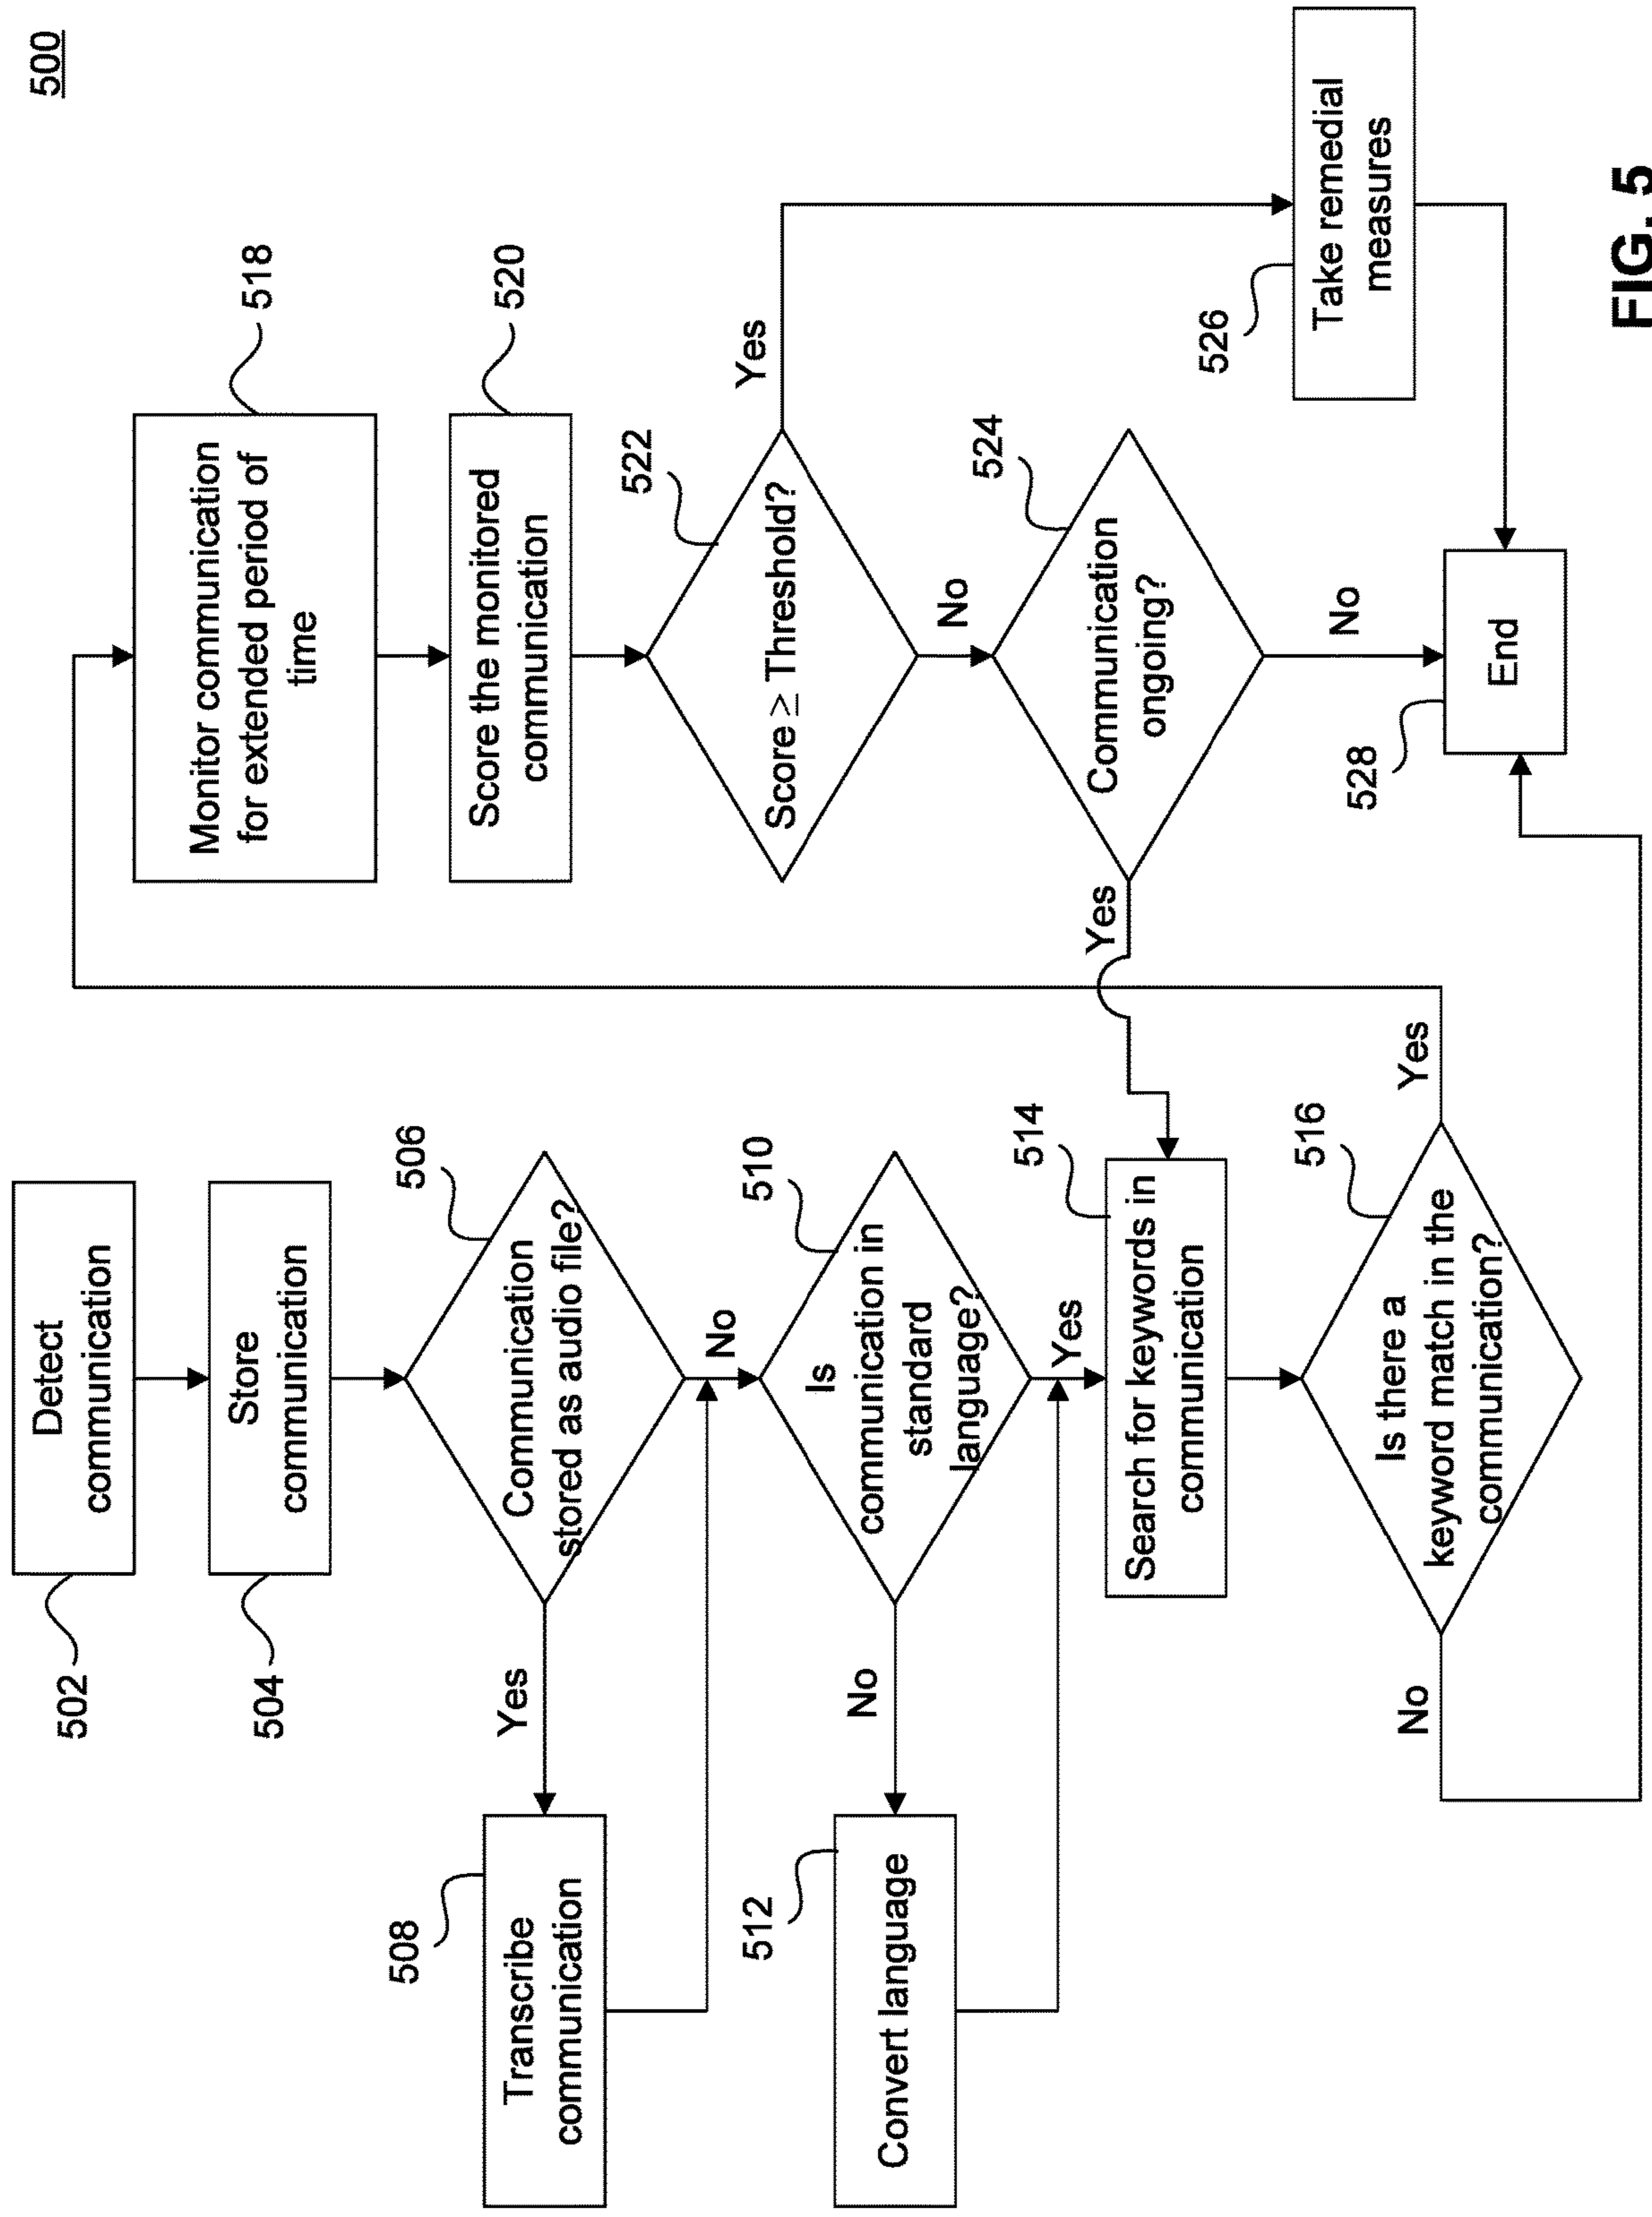 500
502
Detect
communication
504
Store
communication
506
Communication
stored as audio file?
Yes
No
508
Transcribe
communication
510
Is
communication in
standard
language?
No
Yes
512
Convert language
514
Search for keywords in
communication
516
Is there a
keyword match in the
communication?
No
Yes
518
Monitor communication
for extended period of
time
520
Score the monitored
communication
522
Score ≥ Threshold?
Yes
No
524
Communication
ongoing?
Yes
No
526
Take remedial
measures
528
End
FIG. 5